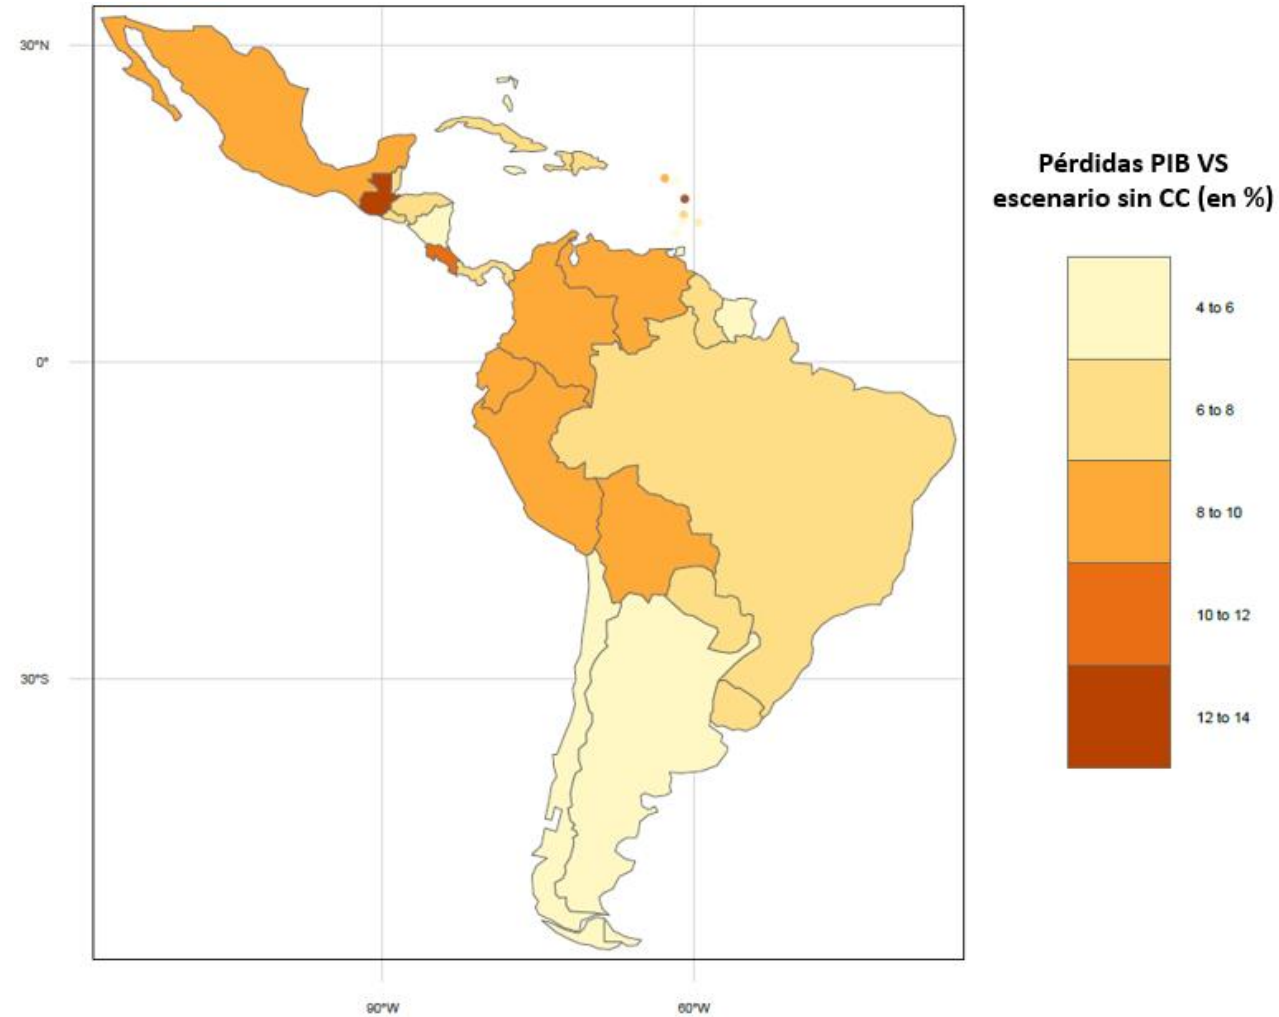 30°N
0°
30°S
90°W
60°W
Pérdidas PIB VS
escenario sin CC (en %)
4 to 6
6 to 8
8 to 10
10 to 12
12 to 14